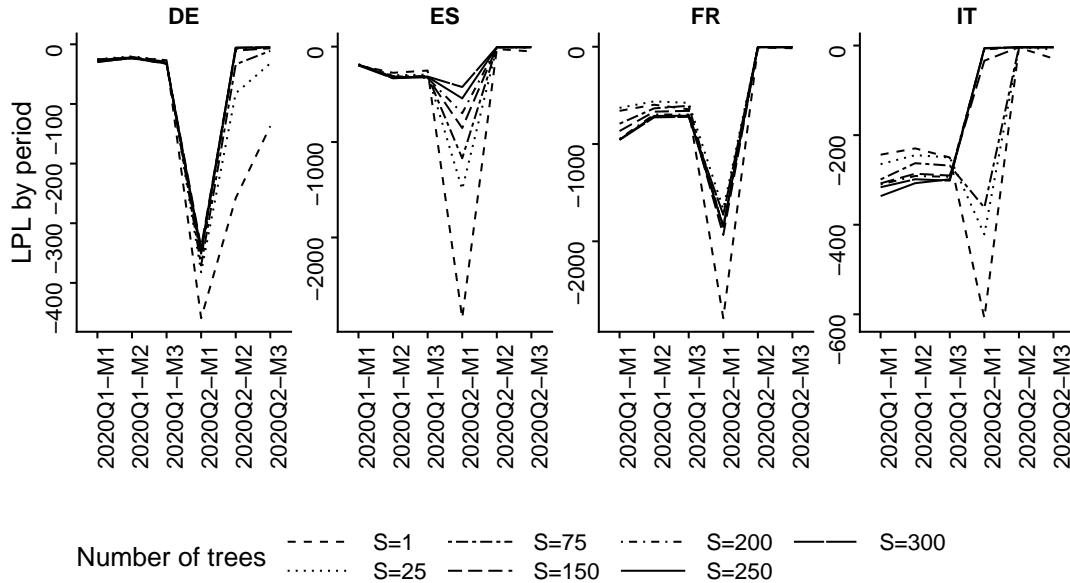 DE ES FR IT
LPL by period
0 −100 −200 −300 −400
0 −1000 −2000
0 −1000 −2000
0 −200 −400 −600
2020Q1−M1 2020Q1−M2 2020Q1−M3 2020Q2−M1 2020Q2−M2 2020Q2−M3
2020Q1−M1 2020Q1−M2 2020Q1−M3 2020Q2−M1 2020Q2−M2 2020Q2−M3
2020Q1−M1 2020Q1−M2 2020Q1−M3 2020Q2−M1 2020Q2−M2 2020Q2−M3
2020Q1−M1 2020Q1−M2 2020Q1−M3 2020Q2−M1 2020Q2−M2 2020Q2−M3
Number of trees
S=1 S=75 S=200 S=300
S=25 S=150 S=250